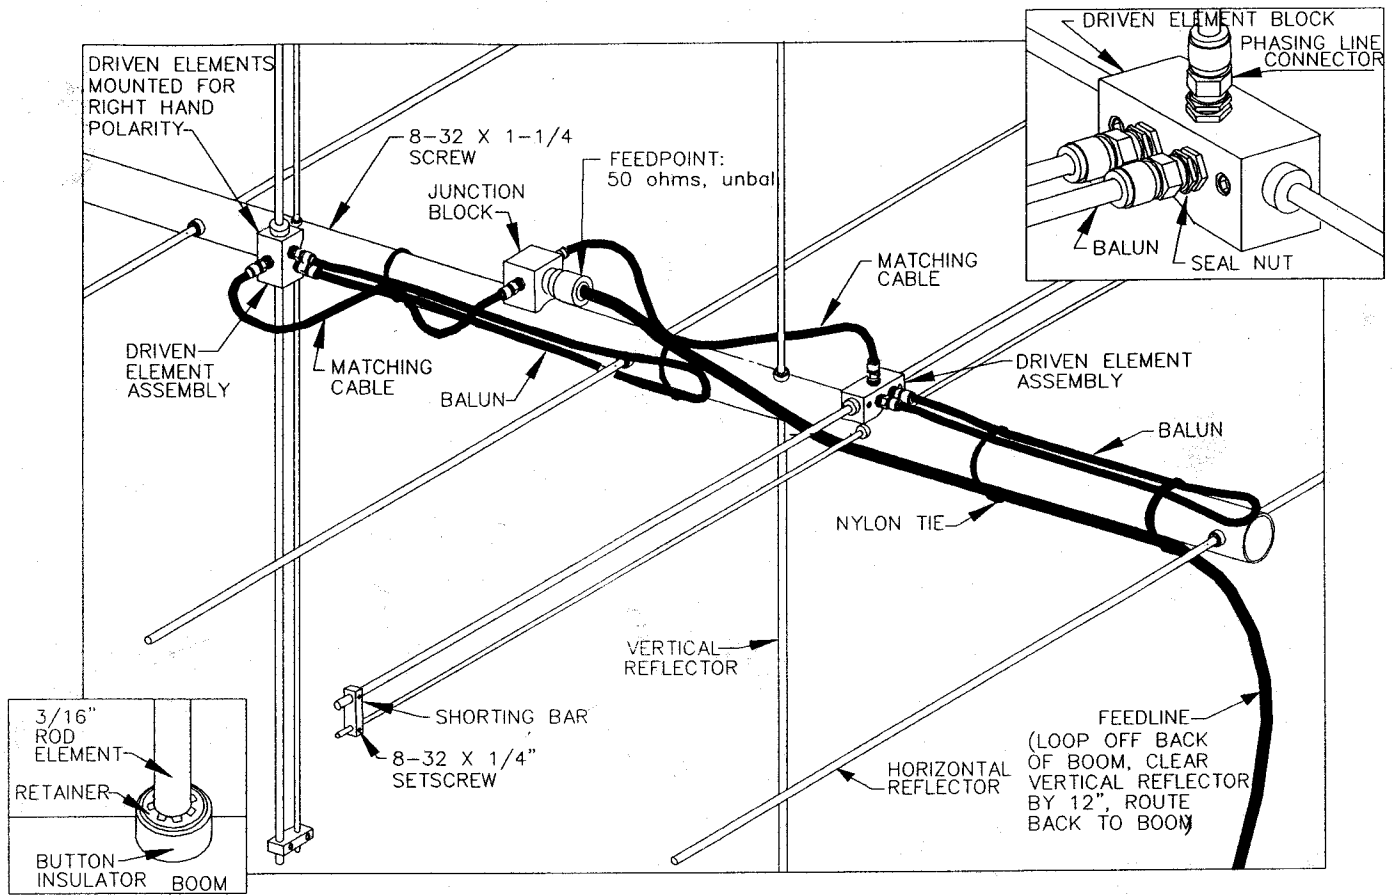 DRIVEN ELEMENT BLOCK
PHASING LINE
CONNECTOR
BALUN
SEAL NUT
DRIVEN ELEMENTS
MOUNTED FOR
RIGHT HAND
POLARITY
8-32 X 1-1/4
SCREW
FEEDPOINT:
50 ohms, unbal
JUNCTION
BLOCK
MATCHING
CABLE
DRIVEN
ELEMENT
ASSEMBLY
MATCHING
CABLE
BALUN
DRIVEN ELEMENT
ASSEMBLY
BALUN
NYLON TIE
VERTICAL
REFLECTOR
SHORTING BAR
8-32 X 1/4"
SETSCREW
HORIZONTAL
REFLECTOR
FEEDLINE
(LOOP OFF BACK
OF BOOM, CLEAR
VERTICAL REFLECTOR
BY 12", ROUTE
BACK TO BOOM)
3/16"
ROD
ELEMENT
RETAINER
BUTTON
INSULATOR
BOOM